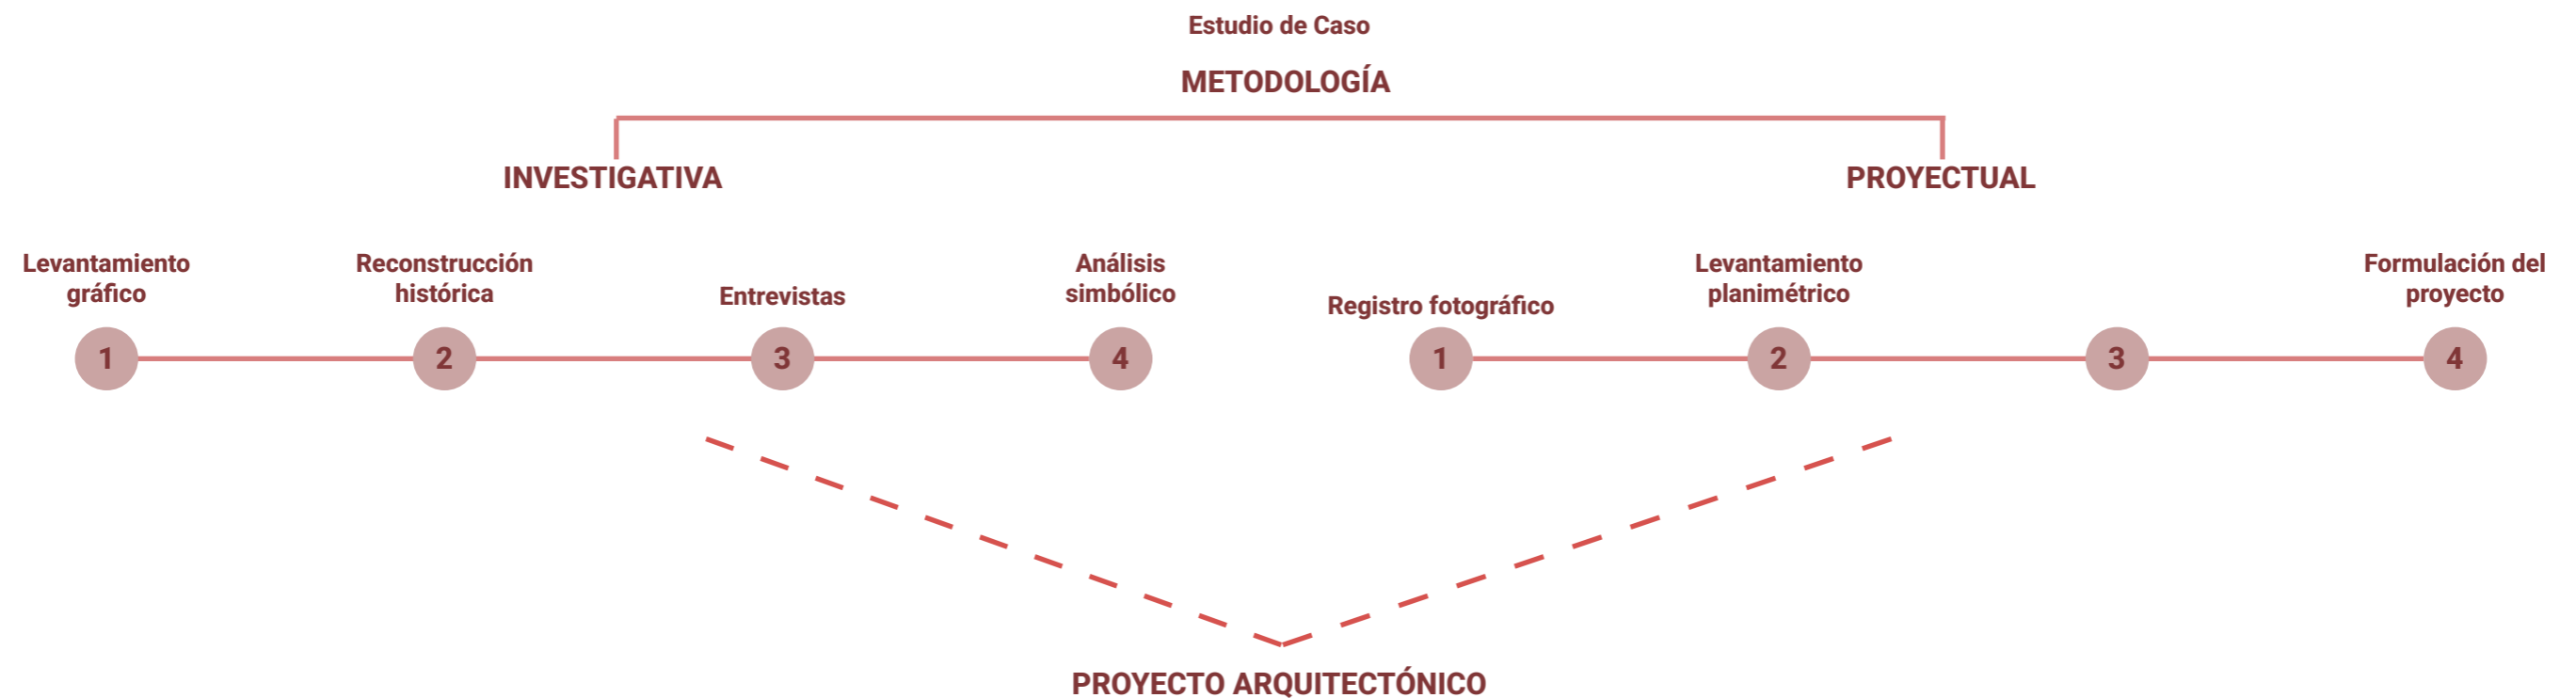 Estudio de Caso
METODOLOGÍA
INVESTIGATIVA
PROYECTUAL
Levantamiento
gráfico
Reconstrucción
histórica
Entrevistas
Análisis
simbólico
Registro fotográfico
Levantamiento
planimétrico
Formulación del
proyecto
1
2
3
4
1
2
3
4
PROYECTO ARQUITECTÓNICO